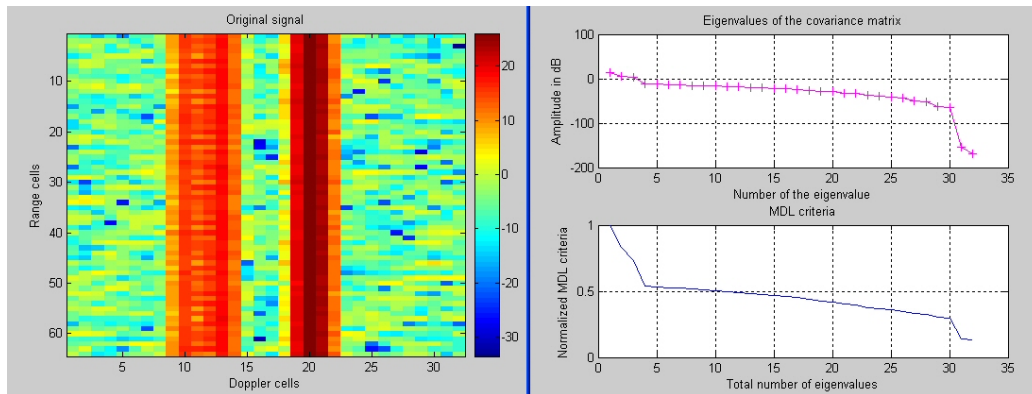 Original signal
Range cells
10
20
30
40
50
60
5 10 15 20 25 30
Doppler cells
20
10
0
-10
-20
-30
Eigenvalues of the covariance matrix
Amplitude in dB
100
0
-100
-200
0 5 10 15 20 25 30 35
Number of the eigenvalue
MDL criteria
Normalized MDL criteria
1
0.5
0
0 5 10 15 20 25 30 35
Total number of eigenvalues